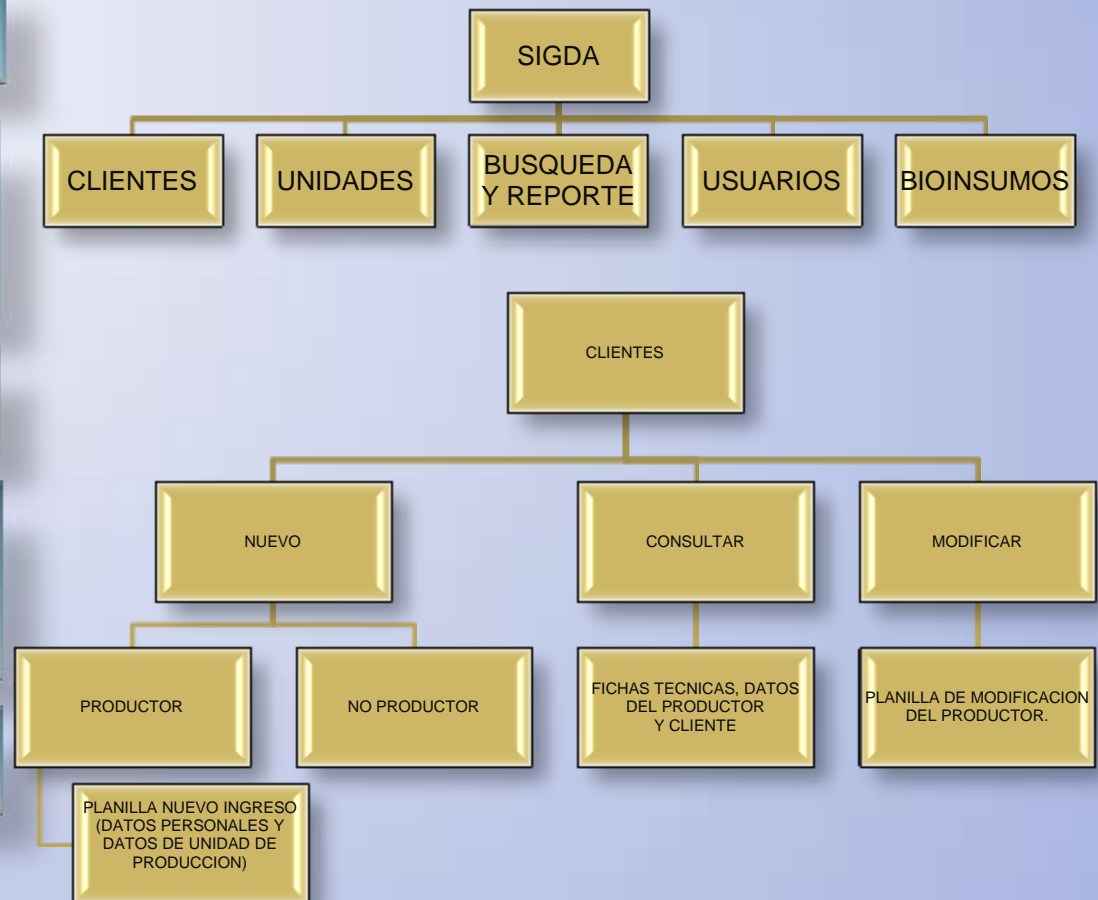 SIGDA
CLIENTES
UNIDADES
BUSQUEDA
Y REPORTE
USUARIOS
BIOINSUMOS
CLIENTES
NUEVO
CONSULTAR
MODIFICAR
PRODUCTOR
NO PRODUCTOR
FICHAS TECNICAS, DATOS
DEL PRODUCTOR
Y CLIENTE
PLANILLA DE MODIFICACION
DEL PRODUCTOR.
PLANILLA NUEVO INGRESO
(DATOS PERSONALES Y
DATOS DE UNIDAD DE
PRODUCCION)